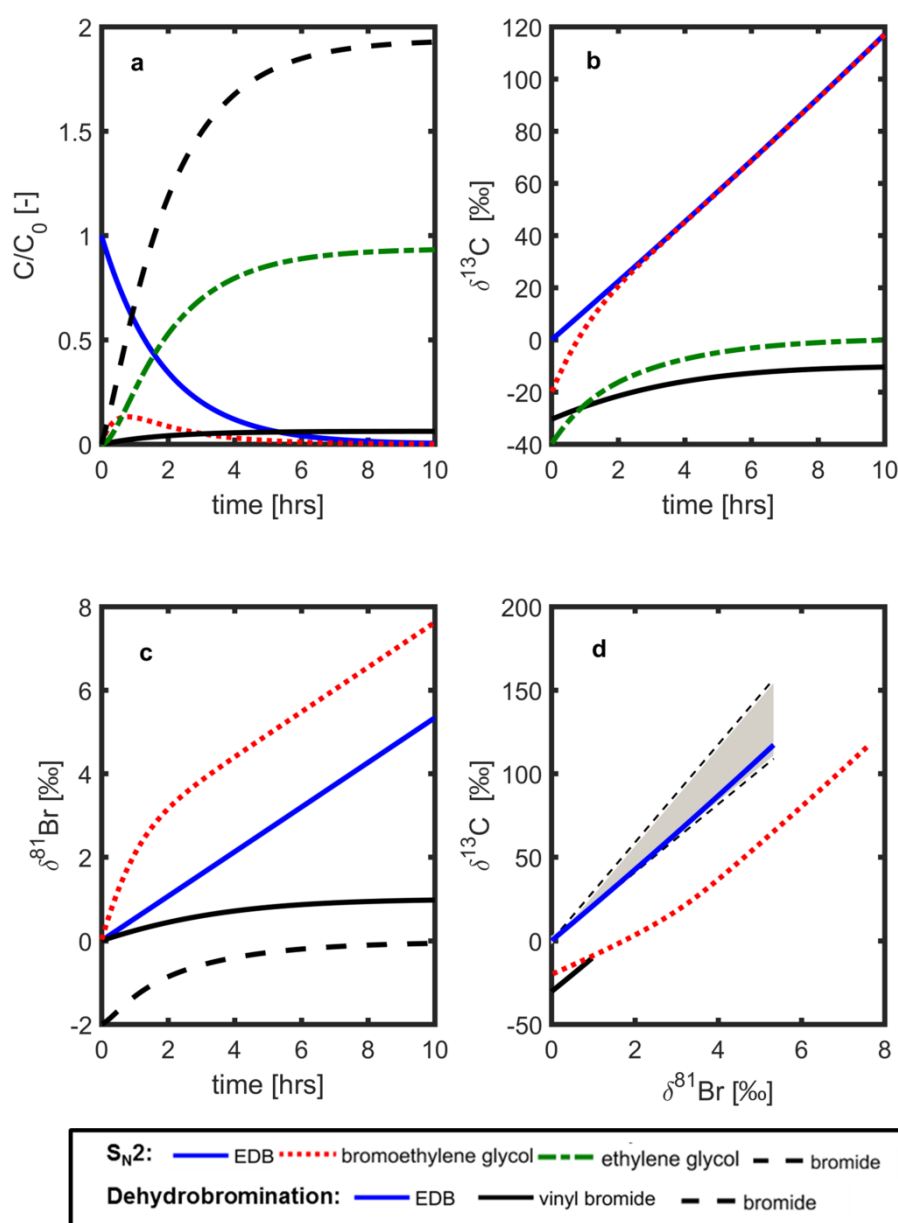 a
C/C0 [-]
2
1.5
1
0.5
0
0 2 4 6 8 10
time [hrs]
b
δ13C [‰]
120
100
80
60
40
20
0
-20
-40
0 2 4 6 8 10
time [hrs]
c
δ81Br [‰]
8
6
4
2
0
-2
0 2 4 6 8 10
time [hrs]
d
δ13C [‰]
200
150
100
50
0
-50
0 2 4 6 8
δ81Br [‰]
SN2: EDB bromoethylene glycol ethylene glycol bromide
Dehydrobromination: EDB vinyl bromide bromide